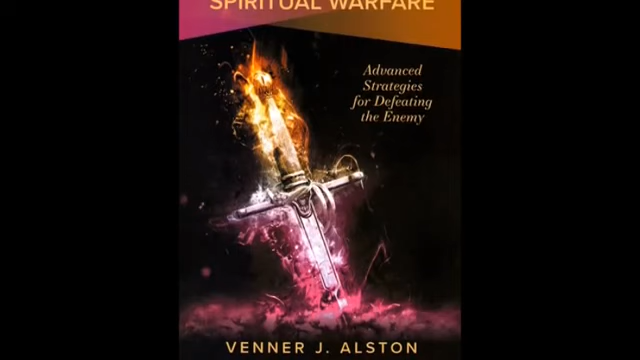 SPIRITUAL WARFARE
Advanced
Strategies
for Defeating
the Enemy
VENNER J. ALSTON